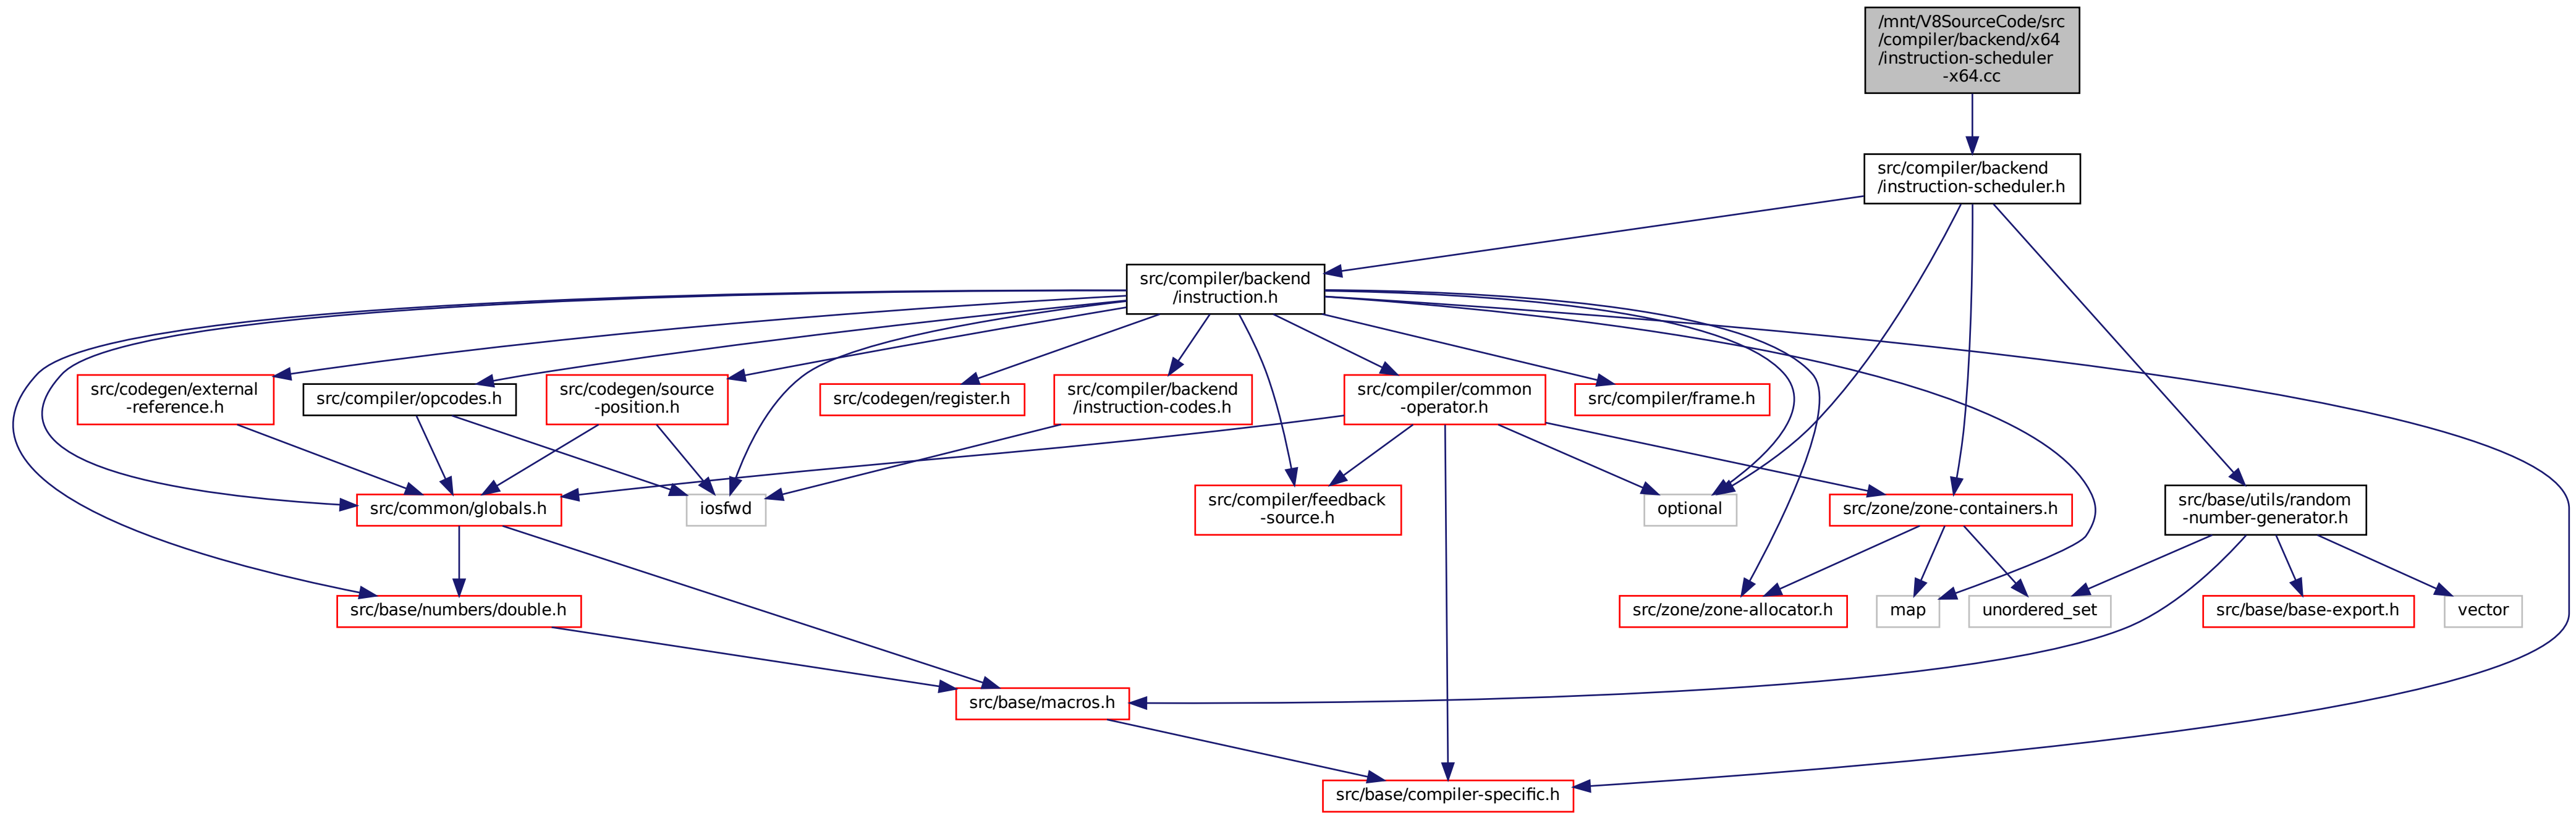 /mnt/V8SourceCode/src
/compiler/backend/x64
/instruction-scheduler
-x64.cc
src/compiler/backend
/instruction-scheduler.h
src/compiler/backend
/instruction.h
src/codegen/external
-reference.h
src/compiler/opcodes.h
src/codegen/source
-position.h
src/codegen/register.h
src/compiler/backend
/instruction-codes.h
src/compiler/common
-operator.h
src/compiler/frame.h
src/common/globals.h
iosfwd
src/compiler/feedback
-source.h
optional
src/zone/zone-containers.h
src/base/utils/random
-number-generator.h
src/base/numbers/double.h
src/zone/zone-allocator.h
map
unordered_set
src/base/base-export.h
vector
src/base/macros.h
src/base/compiler-specific.h